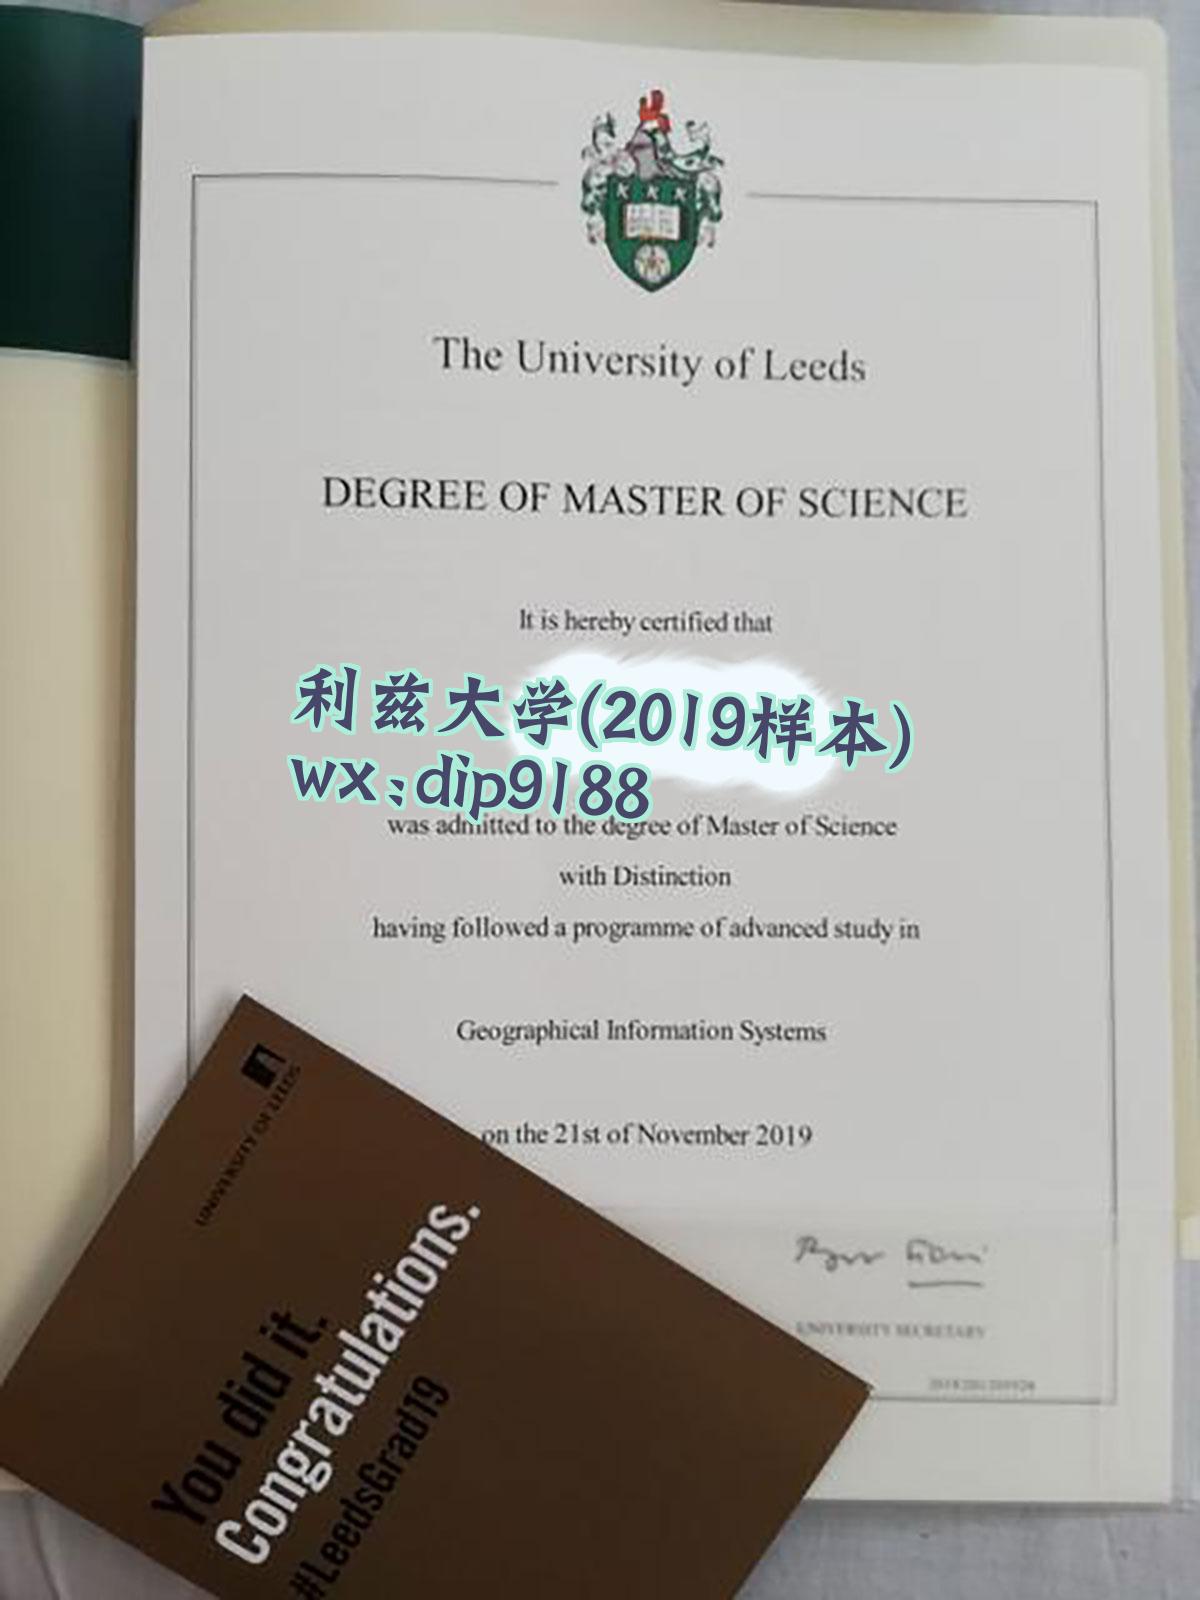 The University of Leeds
DEGREE OF MASTER OF SCIENCE
It is hereby certified that
利兹大学(2019样本)
wx:dip9188
was admitted to the degree of Master of Science
with Distinction
having followed a programme of advanced study in
Geographical Information Systems
on the 21st of November 2019
UNIVERSITY SECRETARY
UNIVERSITY OF LEEDS
You did it.
Congratulations.
#LeedsGrad19